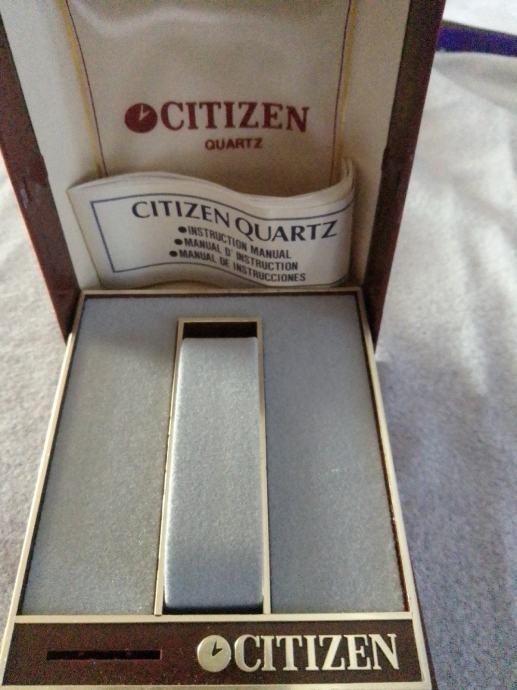 CITIZEN
QUARTZ
CITIZEN QUARTZ
●INSTRUCTION MANUAL
●MANUAL D' INSTRUCTION
●MANUAL DE INSTRUCCIONES
CITIZEN